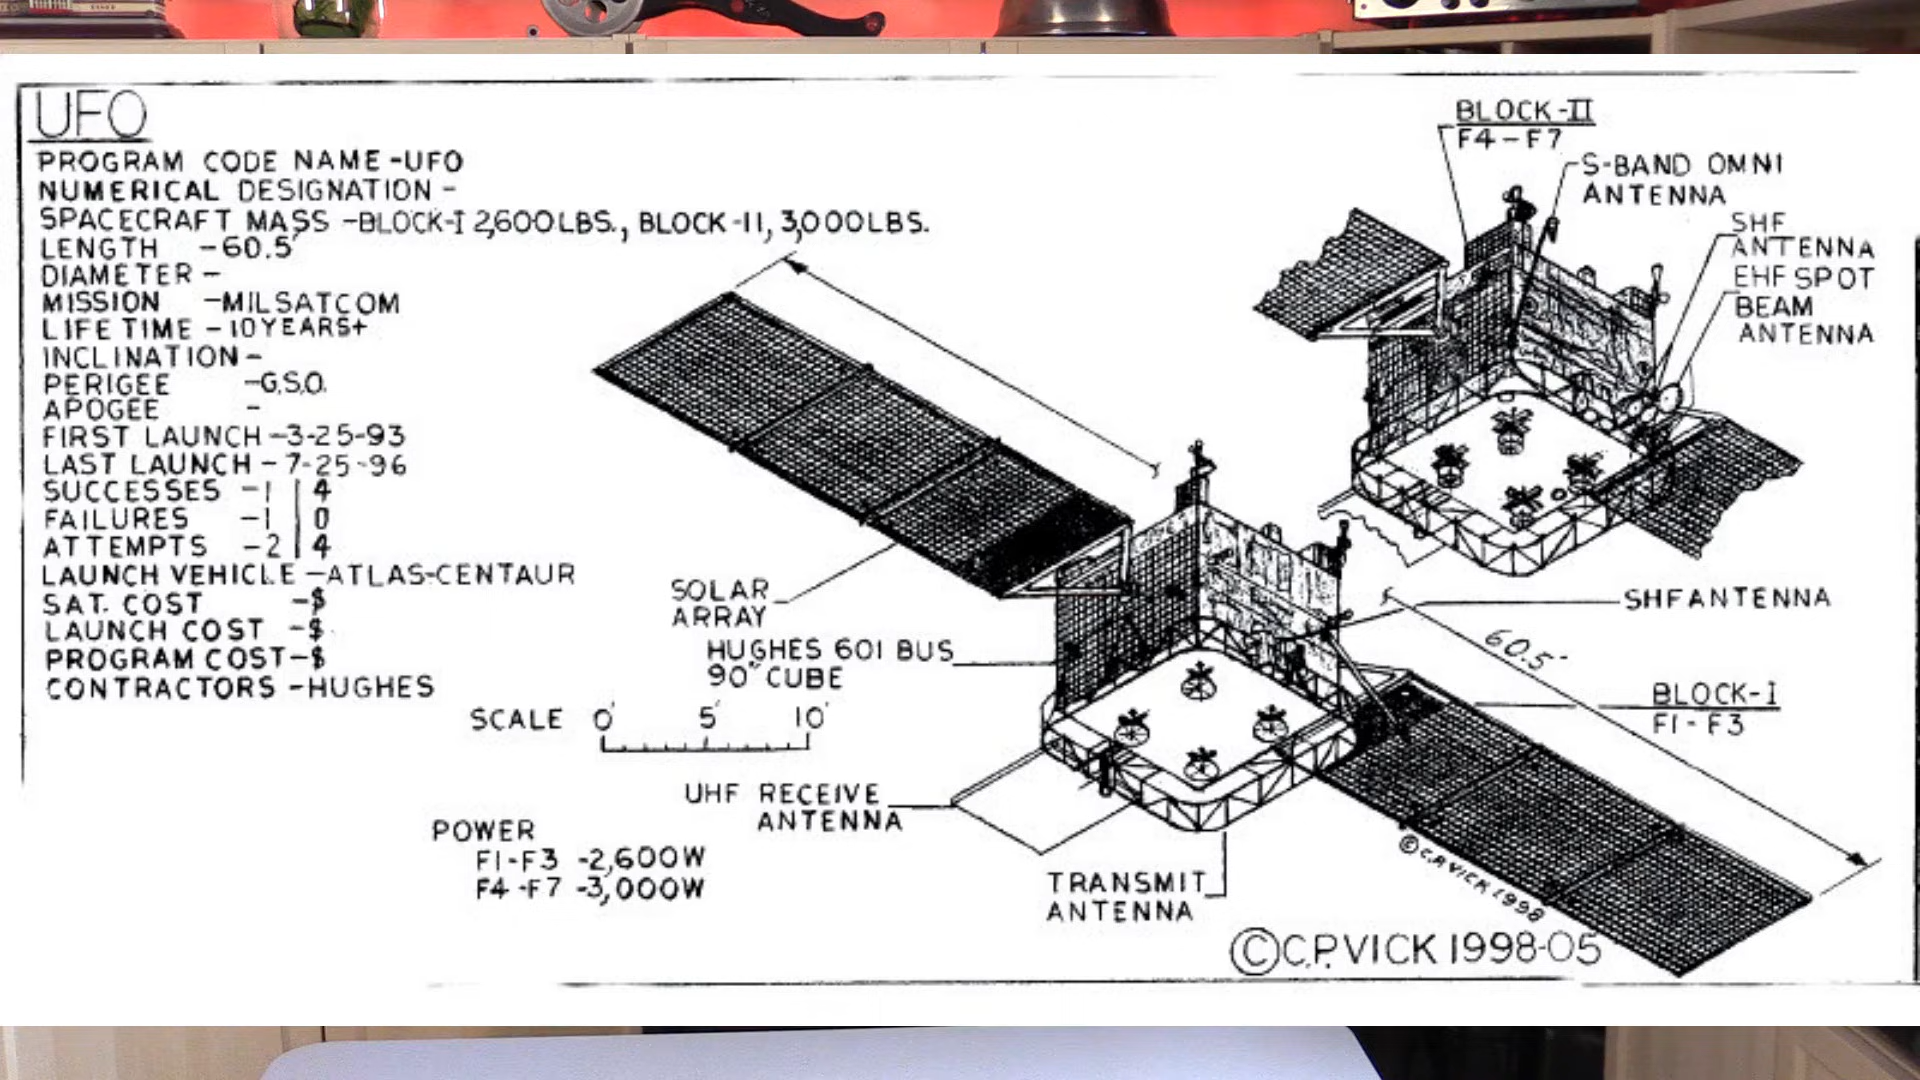 UFO
PROGRAM CODE NAME -UFO
NUMERICAL DESIGNATION -
SPACECRAFT MASS -BLOCK-I 2,600LBS., BLOCK-II, 3,000LBS.
LENGTH -60.5'
DIAMETER -
MISSION -MILSATCOM
LIFE TIME - 10 YEARS+
INCLINATION -
PERIGEE -G.S.O.
APOGEE -
FIRST LAUNCH -3-25-93
LAST LAUNCH - 7-25-96
SUCCESSES -1 | 4
FAILURES -1 | 0
ATTEMPTS -2 | 4
LAUNCH VEHICLE -ATLAS-CENTAUR
SAT. COST -$
LAUNCH COST -$
PROGRAM COST-$
CONTRACTORS -HUGHES
SCALE 0' 5' 10'
POWER
F1-F3 -2,600W
F4-F7 -3,000W
SOLAR
ARRAY
HUGHES 601 BUS
90" CUBE
UHF RECEIVE
ANTENNA
TRANSMIT
ANTENNA
BLOCK-II
F4-F7
S-BAND OMNI
ANTENNA
SHF
ANTENNA
EHF SPOT
BEAM
ANTENNA
SHF ANTENNA
60.5'
BLOCK-I
F1-F3
©C.P.VICK 1998
©C.P.VICK 1998-05